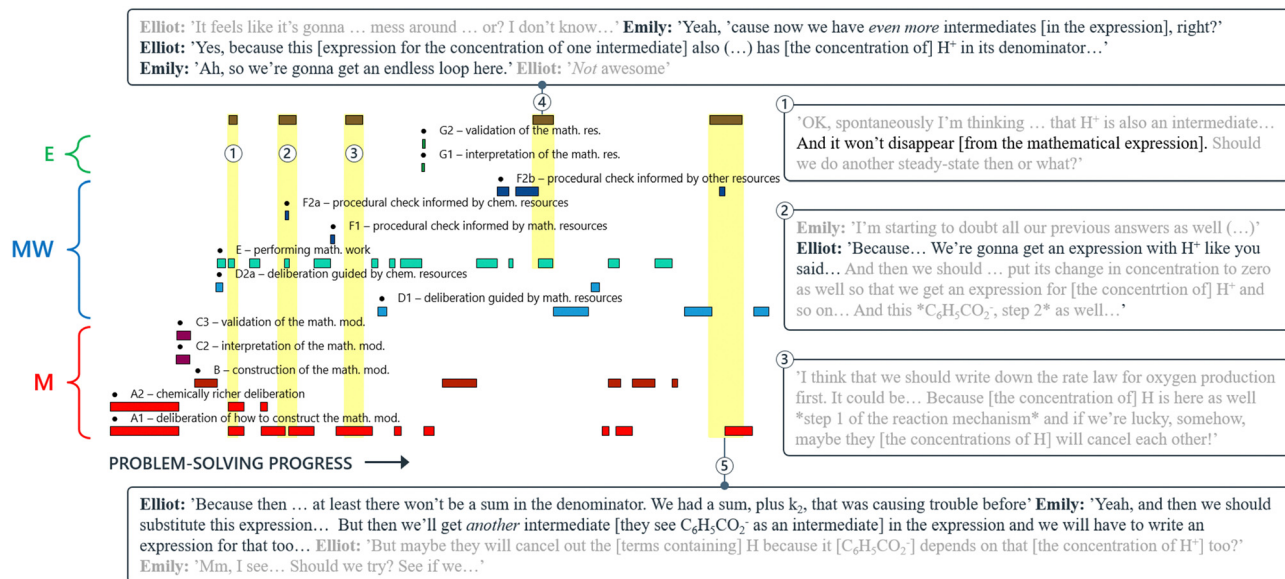 Elliot: 'It feels like it's gonna … mess around … or? I don't know…' Emily: 'Yeah, 'cause now we have even more intermediates [in the expression], right?'
Elliot: 'Yes, because this [expression for the concentration of one intermediate] also (…) has [the concentration of] H⁺ in its denominator…'
Emily: 'Ah, so we're gonna get an endless loop here.' Elliot: 'Not awesome'
4
1
'OK, spontaneously I'm thinking … that H⁺ is also an intermediate…
And it won't disappear [from the mathematical expression]. Should
we do another steady-state then or what?'
E
1
2
3
● G2 – validation of the math. res.
● G1 – interpretation of the math. res.
MW
● F2b – procedural check informed by other resources
● F2a – procedural check informed by chem. resources
● F1 – procedural check informed by math. resources
● E – performing math. work
● D2a – deliberation guided by chem. resources
● D1 – deliberation guided by math. resources
2
Emily: 'I'm starting to doubt all our previous answers as well (…)'
Elliot: 'Because… We're gonna get an expression with H⁺ like you
said… And then we should … put its change in concentration to zero
as well so that we get an expression for [the concentrtion of] H⁺ and
so on… And this *C₆H₅CO₂⁻, step 2* as well…'
M
● C3 – validation of the math. mod.
● C2 – interpretation of the math. mod.
● B – construction of the math. mod.
● A2 – chemically richer deliberation
● A1 – deliberation of how to construct the math. mod.
3
'I think that we should write down the rate law for oxygen production
first. It could be… Because [the concentration of] H is here as well
*step 1 of the reaction mechanism* and if we're lucky, somehow,
maybe they [the concentrations of H] will cancel each other!'
PROBLEM-SOLVING PROGRESS
5
Elliot: 'Because then … at least there won't be a sum in the denominator. We had a sum, plus k₂, that was causing trouble before' Emily: 'Yeah, and then we should
substitute this expression… But then we'll get another intermediate [they see C₆H₅CO₂⁻ as an intermediate] in the expression and we will have to write an
expression for that too… Elliot: 'But maybe they will cancel out the [terms containing] H because it [C₆H₅CO₂⁻] depends on that [the concentration of H⁺] too?'
Emily: 'Mm, I see… Should we try? See if we…'